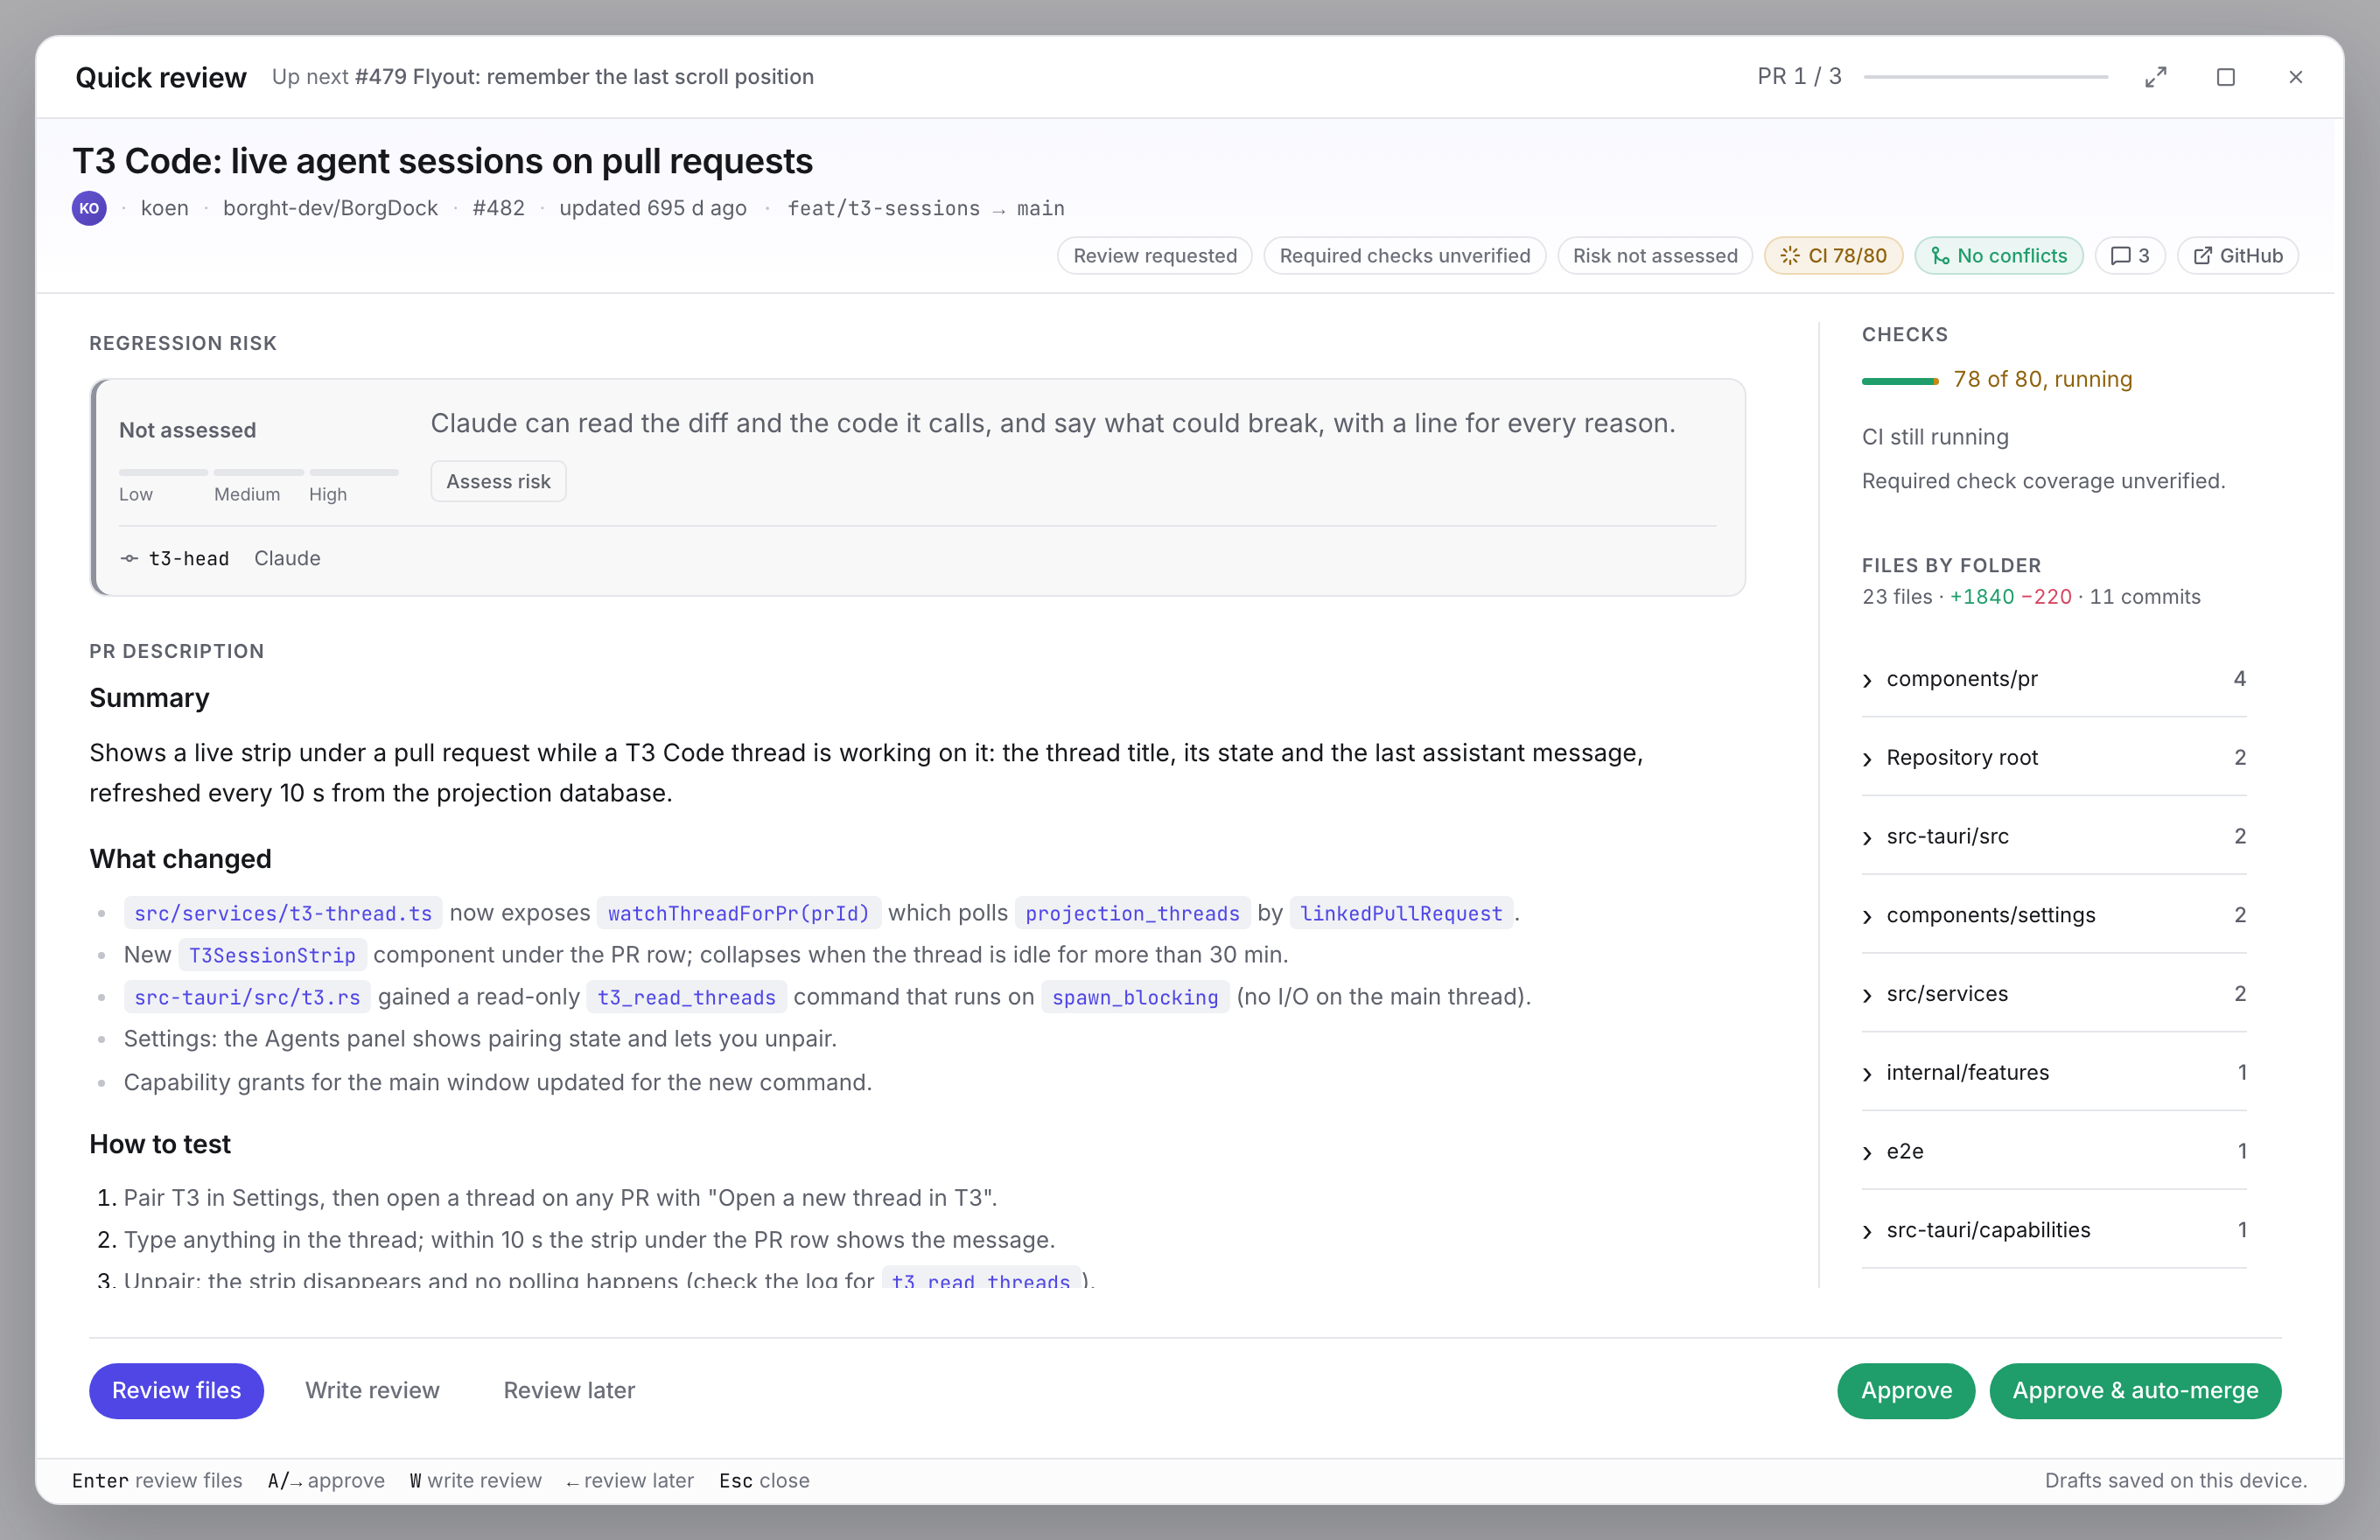 Quick review
Up next #479 Flyout: remember the last scroll position
PR 1 / 3
T3 Code: live agent sessions on pull requests
KO · koen · borght-dev/BorgDock · #482 · updated 695 d ago · feat/t3-sessions → main
Review requested
Required checks unverified
Risk not assessed
CI 78/80
No conflicts
3
GitHub
REGRESSION RISK
Not assessed
Low Medium High
Claude can read the diff and the code it calls, and say what could break, with a line for every reason.
Assess risk
t3-head Claude
PR DESCRIPTION
Summary
Shows a live strip under a pull request while a T3 Code thread is working on it: the thread title, its state and the last assistant message,
refreshed every 10 s from the projection database.
What changed
• src/services/t3-thread.ts now exposes watchThreadForPr(prId) which polls projection_threads by linkedPullRequest.
• New T3SessionStrip component under the PR row; collapses when the thread is idle for more than 30 min.
• src-tauri/src/t3.rs gained a read-only t3_read_threads command that runs on spawn_blocking (no I/O on the main thread).
• Settings: the Agents panel shows pairing state and lets you unpair.
• Capability grants for the main window updated for the new command.
How to test
1. Pair T3 in Settings, then open a thread on any PR with "Open a new thread in T3".
2. Type anything in the thread; within 10 s the strip under the PR row shows the message.
3. Unpair: the strip disappears and no polling happens (check the log for t3_read_threads).
CHECKS
78 of 80, running
CI still running
Required check coverage unverified.
FILES BY FOLDER
23 files · +1840 −220 · 11 commits
components/pr 4
Repository root 2
src-tauri/src 2
components/settings 2
src/services 2
internal/features 1
e2e 1
src-tauri/capabilities 1
Review files
Write review
Review later
Approve
Approve & auto-merge
Enter review files A/→ approve W write review ← review later Esc close
Drafts saved on this device.